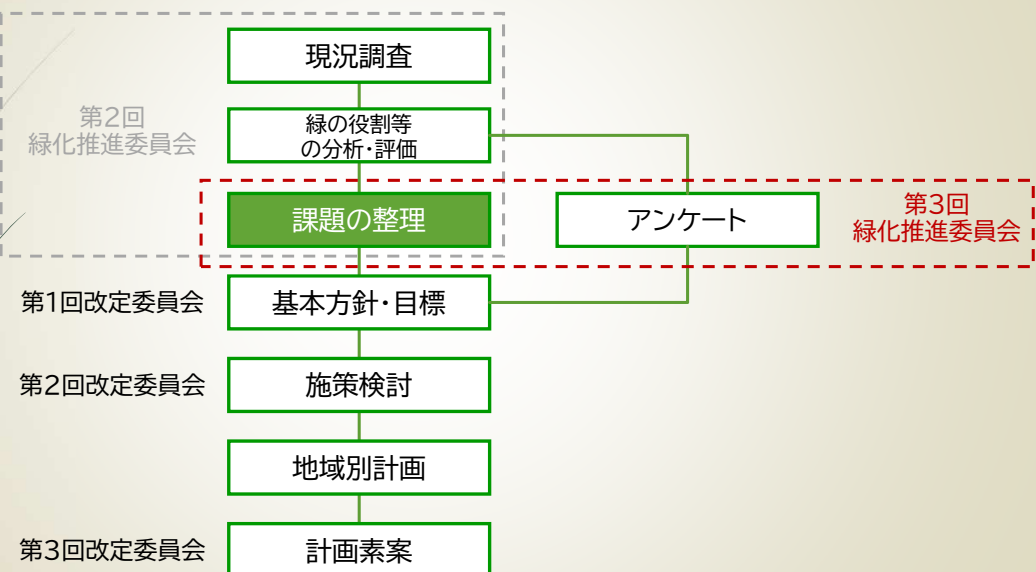 現況調査
第2回
緑化推進委員会
緑の役割等
の分析・評価
課題の整理
アンケート
第3回
緑化推進委員会
第1回改定委員会
基本方針・目標
第2回改定委員会
施策検討
地域別計画
第3回改定委員会
計画素案